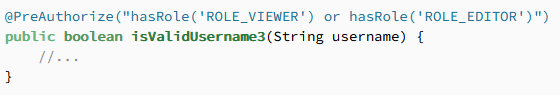 @PreAuthorize("hasRole('ROLE_VIEWER') or hasRole('ROLE_EDITOR')")
public boolean isValidUsername3(String username) {
    //...
}